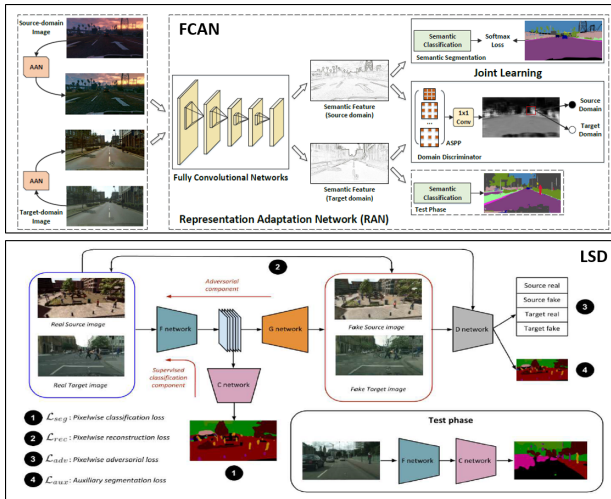 FCAN
Source-domain
Image
AAN
AAN
Target-domain
Image
Fully Convolutional Networks
Representation Adaptation Network (RAN)
Semantic Feature
(Source domain)
Semantic Feature
(Target domain)
Semantic
Classification
Softmax
Loss
Semantic Segmentation
Joint Learning
...
ASPP
1x1
Conv
Source
Domain
Target
Domain
Domain Discriminator
Semantic
Classification
Test Phase
LSD
2
Adversarial
component
Real Source image
Real Target image
F network
G network
Fake Source image
Fake Target image
D network
Source real
Source fake
Target real
Target fake
3
4
Supervised
classification
component
C network
1
1 ℒseg : Pixelwise classification loss
2 ℒrec : Pixelwise reconstruction loss
3 ℒadv : Pixelwise adversarial loss
4 ℒaux : Auxiliary segmentation loss
Test phase
F network
C network